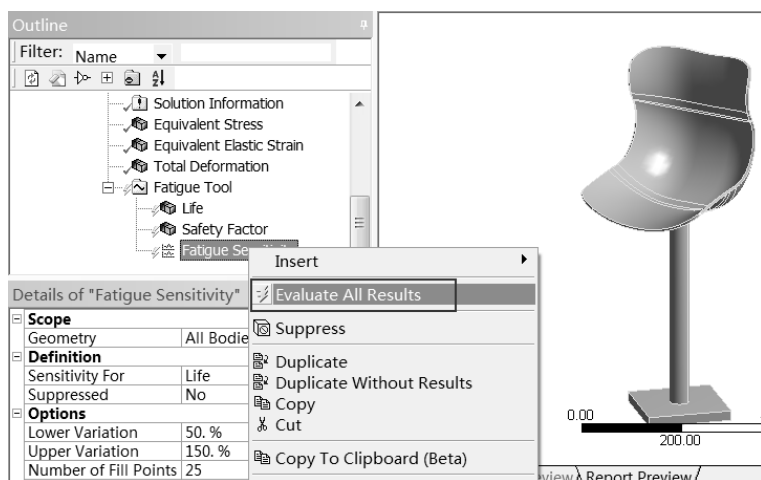 Outline
Filter: Name
Solution Information
Equivalent Stress
Equivalent Elastic Strain
Total Deformation
Fatigue Tool
Life
Safety Factor
Fatigue
Insert
Evaluate All Results
Suppress
Duplicate
Duplicate Without Results
Copy
Cut
Copy To Clipboard (Beta)
Details of "Fatigue Sensitivity"
Scope
Geometry All Bodie
Definition
Sensitivity For Life
Suppressed No
Options
Lower Variation 50. %
Upper Variation 150. %
Number of Fill Points 25
0.00
200.00
Report Preview